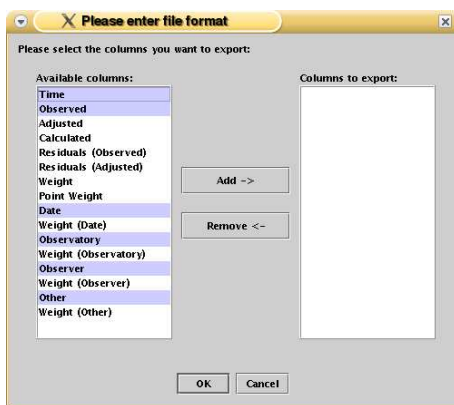 Please enter file format
Please select the columns you want to export:
Available columns:
Time
Observed
Adjusted
Calculated
Residuals (Observed)
Residuals (Adjusted)
Weight
Point Weight
Date
Weight (Date)
Observatory
Weight (Observatory)
Observer
Weight (Observer)
Other
Weight (Other)
Add ->
Remove <-
Columns to export:
OK
Cancel